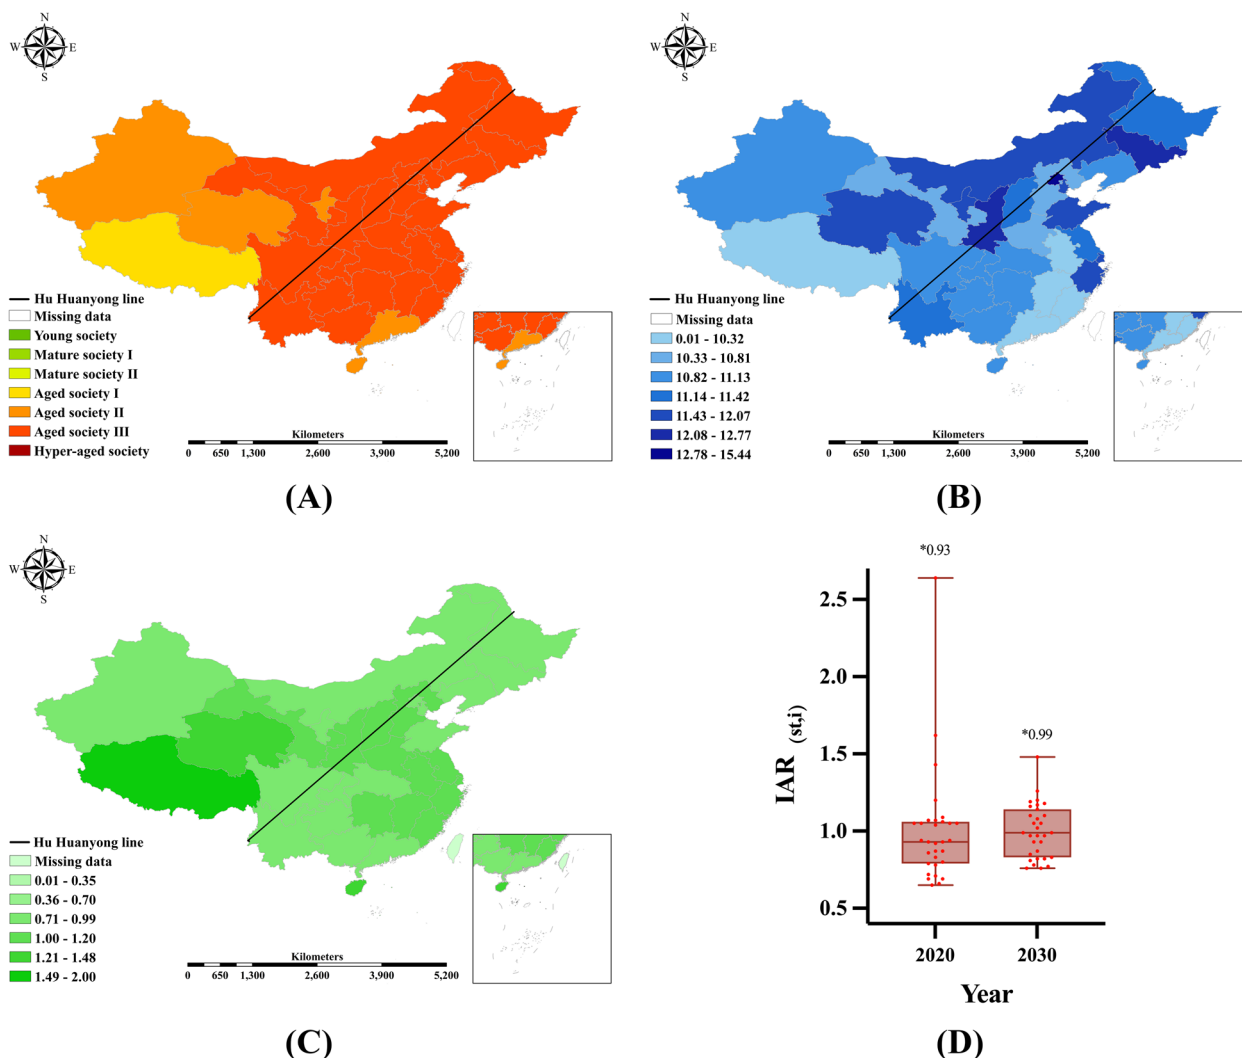 N
W E
S
Hu Huanyong line
Missing data
Young society
Mature society I
Mature society II
Aged society I
Aged society II
Aged society III
Hyper-aged society
Kilometers
0 650 1,300 2,600 3,900 5,200
(A)
N
W E
S
Hu Huanyong line
Missing data
0.01 - 10.32
10.33 - 10.81
10.82 - 11.13
11.14 - 11.42
11.43 - 12.07
12.08 - 12.77
12.78 - 15.44
Kilometers
0 650 1,300 2,600 3,900 5,200
(B)
N
W E
S
Hu Huanyong line
Missing data
0.01 - 0.35
0.36 - 0.70
0.71 - 0.99
1.00 - 1.20
1.21 - 1.48
1.49 - 2.00
Kilometers
0 650 1,300 2,600 3,900 5,200
(C)
*0.93
*0.99
2.5
2.0
1.5
1.0
0.5
IAR (st,i)
2020 2030
Year
(D)